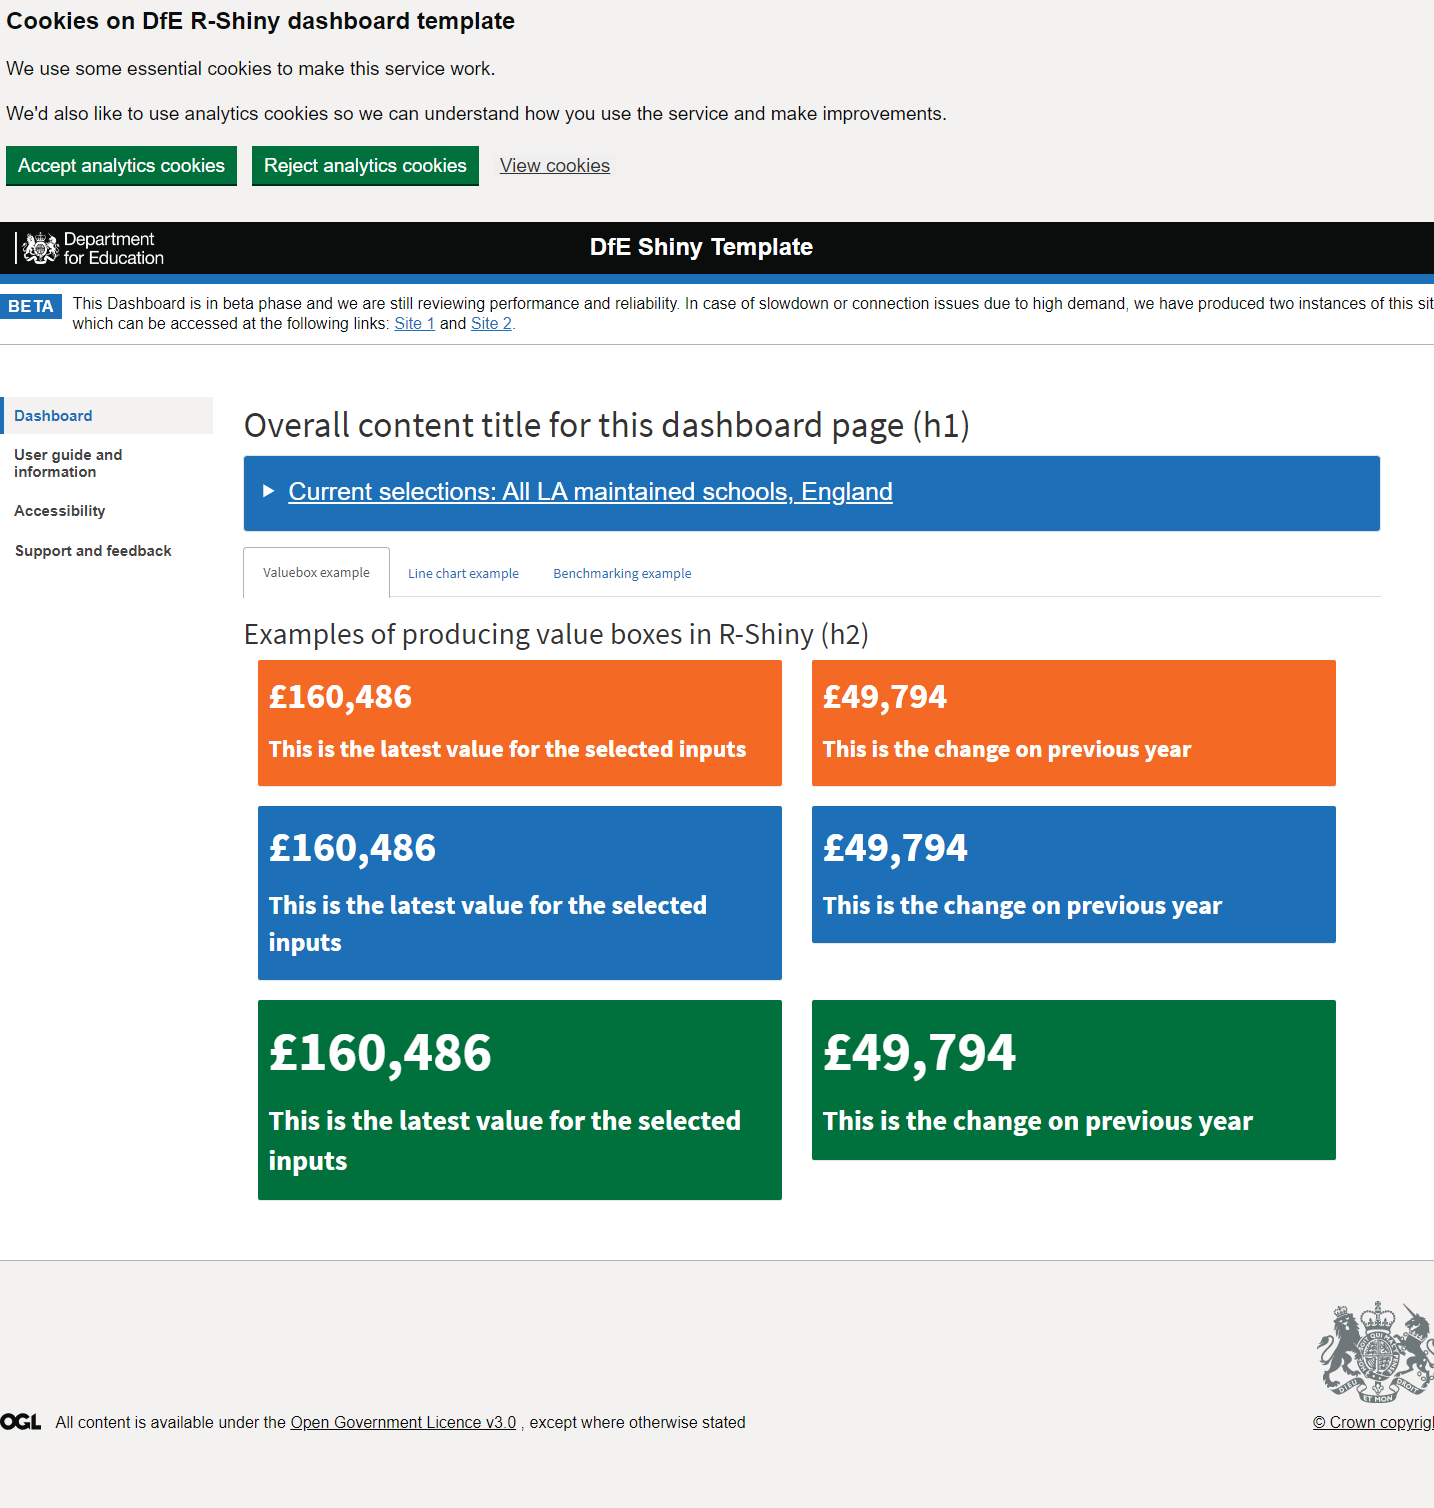 Cookies on DfE R-Shiny dashboard template
We use some essential cookies to make this service work.
We'd also like to use analytics cookies so we can understand how you use the service and make improvements.
Accept analytics cookies
Reject analytics cookies
View cookies
Department
for Education
DfE Shiny Template
BETA
This Dashboard is in beta phase and we are still reviewing performance and reliability. In case of slowdown or connection issues due to high demand, we have produced two instances of this sit
which can be accessed at the following links: Site 1 and Site 2.
Dashboard
User guide and
information
Accessibility
Support and feedback
Overall content title for this dashboard page (h1)
Current selections: All LA maintained schools, England
Valuebox example
Line chart example
Benchmarking example
Examples of producing value boxes in R-Shiny (h2)
£160,486
This is the latest value for the selected inputs
£49,794
This is the change on previous year
£160,486
This is the latest value for the selected
inputs
£49,794
This is the change on previous year
£160,486
This is the latest value for the selected
inputs
£49,794
This is the change on previous year
DIEU ET MON DROIT
OGL
All content is available under the Open Government Licence v3.0 , except where otherwise stated
© Crown copyrig